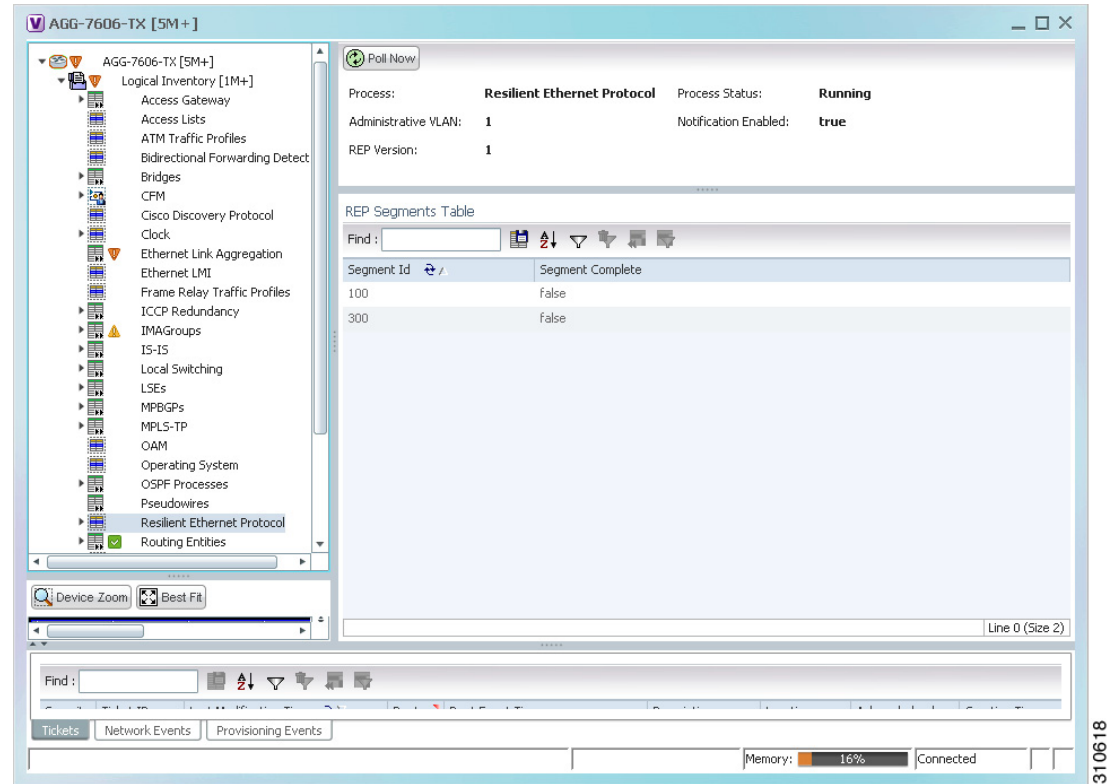 AGG-7606-TX [5M+]
AGG-7606-TX [5M+]
Logical Inventory [1M+]
Access Gateway
Access Lists
ATM Traffic Profiles
Bidirectional Forwarding Detect
Bridges
CFM
Cisco Discovery Protocol
Clock
Ethernet Link Aggregation
Ethernet LMI
Frame Relay Traffic Profiles
ICCP Redundancy
IMAGroups
IS-IS
Local Switching
LSEs
MPBGPs
MPLS-TP
OAM
Operating System
OSPF Processes
Pseudowires
Resilient Ethernet Protocol
Routing Entities
Device Zoom Best Fit
Poll Now
Process: Resilient Ethernet Protocol Process Status: Running
Administrative VLAN: 1 Notification Enabled: true
REP Version: 1
REP Segments Table
Find :
Segment Id Segment Complete
100 false
300 false
Line 0 (Size 2)
Find :
Tickets Network Events Provisioning Events
Memory: 16% Connected
310618